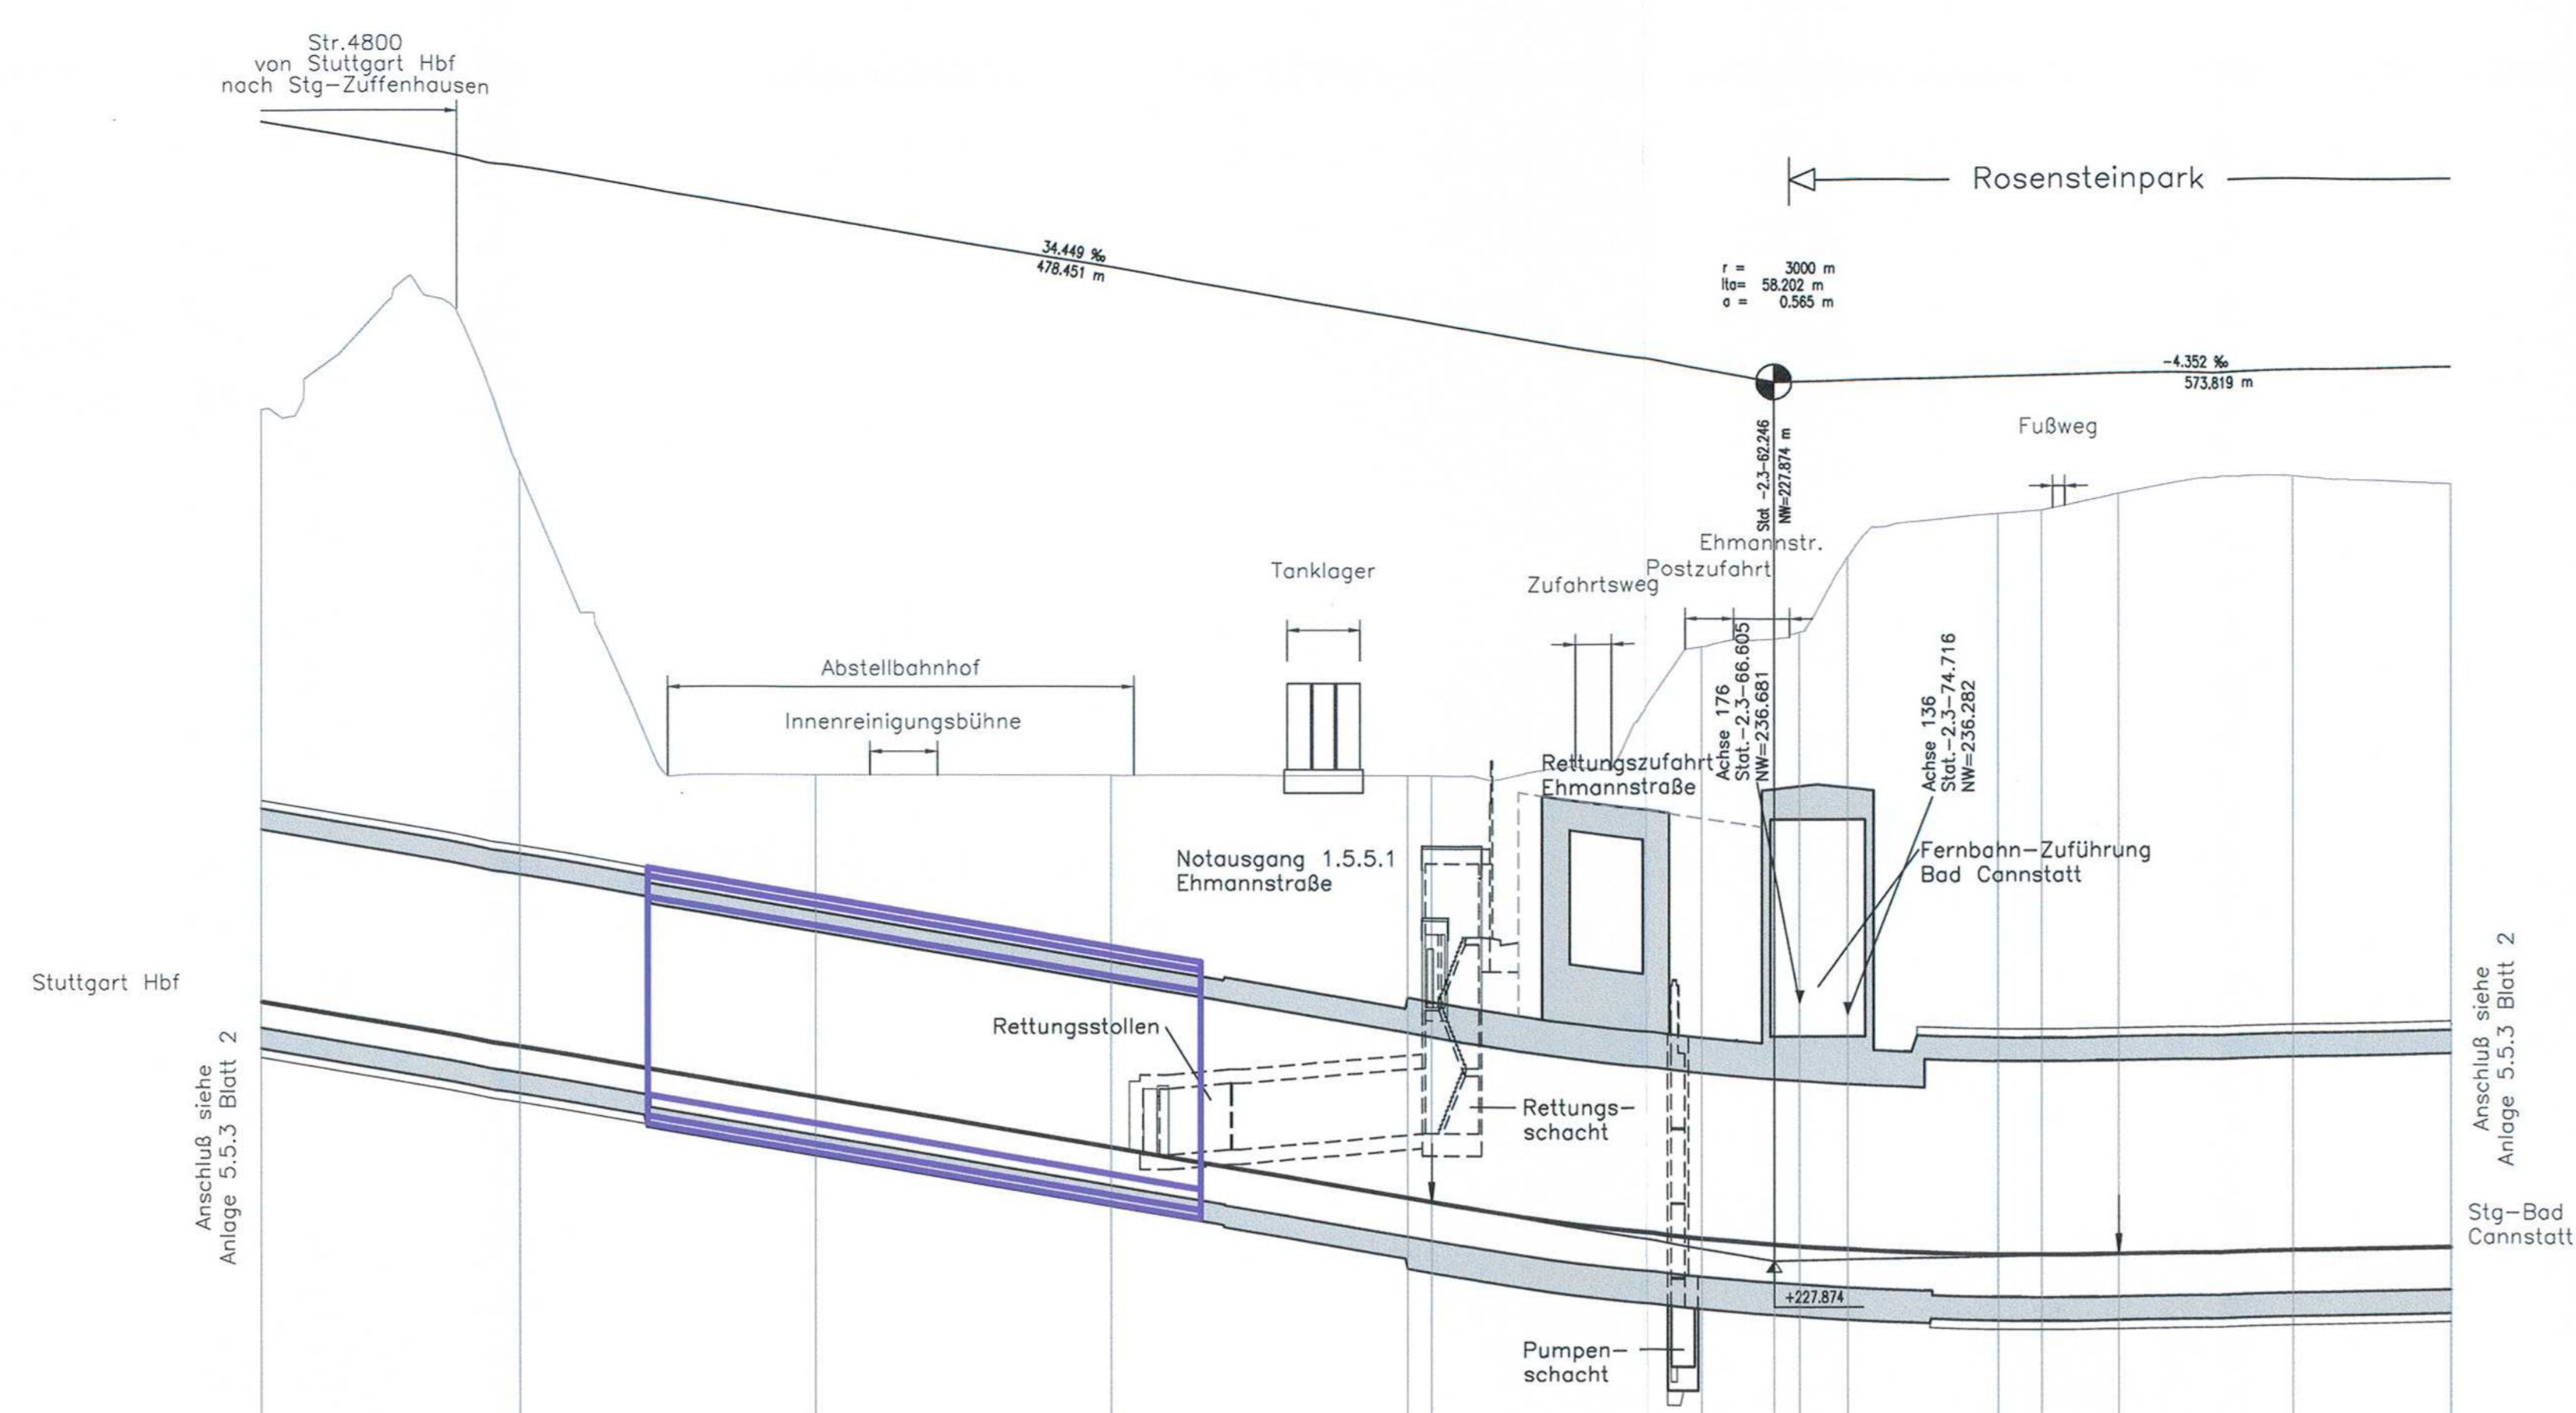 Str.4800
von Stuttgart Hbf
nach Stg-Zuffenhausen
Rosensteinpark
34.449 ‰
478.451 m
r = 3000 m
lta= 58.202 m
a = 0.565 m
-4.352 ‰
573.819 m
Stat -2.3-62.246
NW=227.874 m
Fußweg
Ehmannstr.
Postzufahrt
Zufahrtsweg
Tanklager
Abstellbahnhof
Innenreinigungsbühne
Achse 176
Stat.-2.3-66.605
NW=236.681
Achse 136
Stat.-2.3-74.716
NW=236.282
Rettungszufahrt
Ehmannstraße
Notausgang 1.5.5.1
Ehmannstraße
Fernbahn-Zuführung
Bad Cannstatt
Stuttgart Hbf
Anschluß siehe
Anlage 5.5.3 Blatt 2
Rettungsstollen
Rettungs-
schacht
Anschluß siehe
Anlage 5.5.3 Blatt 2
Stg-Bad
Cannstatt
+227.874
Pumpen-
schacht